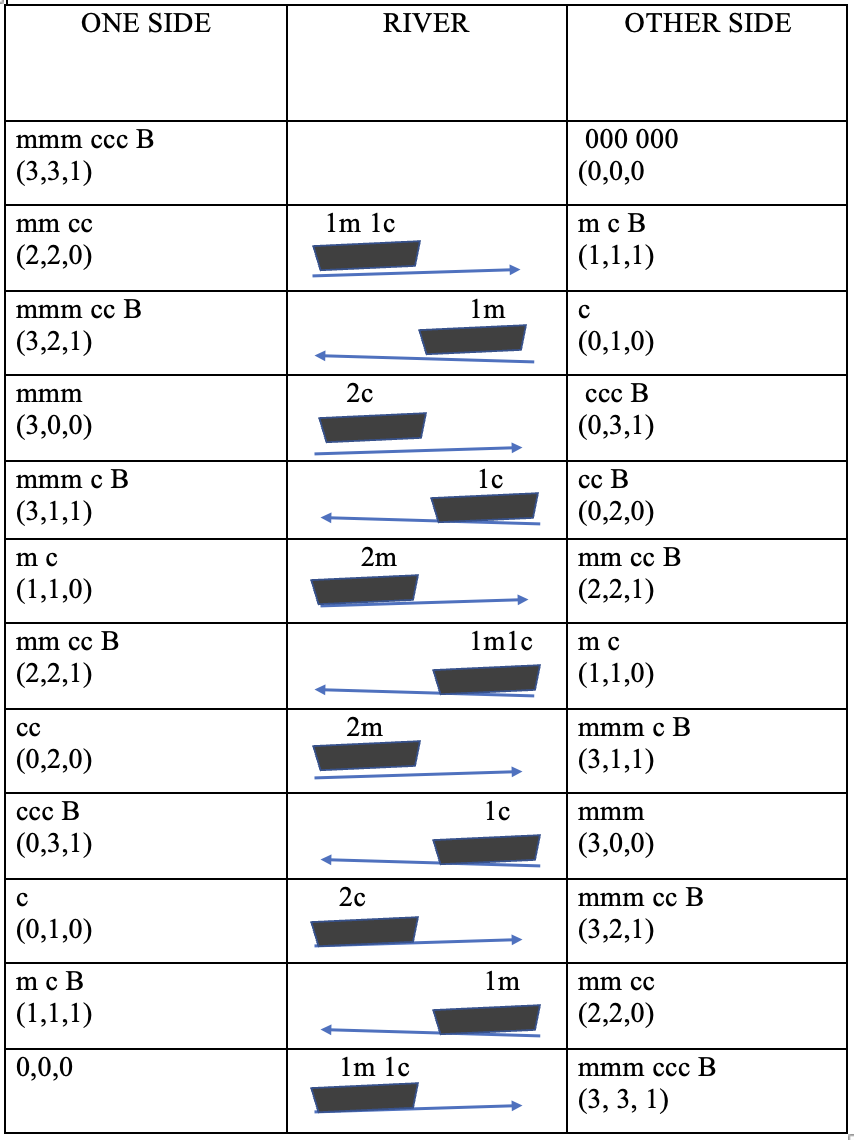 ONE SIDE
RIVER
OTHER SIDE
mmm ccc B
(3,3,1)
000 000
(0,0,0
mm cc
(2,2,0)
1m 1c
m c B
(1,1,1)
mmm cc B
(3,2,1)
1m
c
(0,1,0)
mmm
(3,0,0)
2c
ccc B
(0,3,1)
mmm c B
(3,1,1)
1c
cc B
(0,2,0)
m c
(1,1,0)
2m
mm cc B
(2,2,1)
mm cc B
(2,2,1)
1m1c
m c
(1,1,0)
cc
(0,2,0)
2m
mmm c B
(3,1,1)
ccc B
(0,3,1)
1c
mmm
(3,0,0)
c
(0,1,0)
2c
mmm cc B
(3,2,1)
m c B
(1,1,1)
1m
mm cc
(2,2,0)
0,0,0
1m 1c
mmm ccc B
(3, 3, 1)